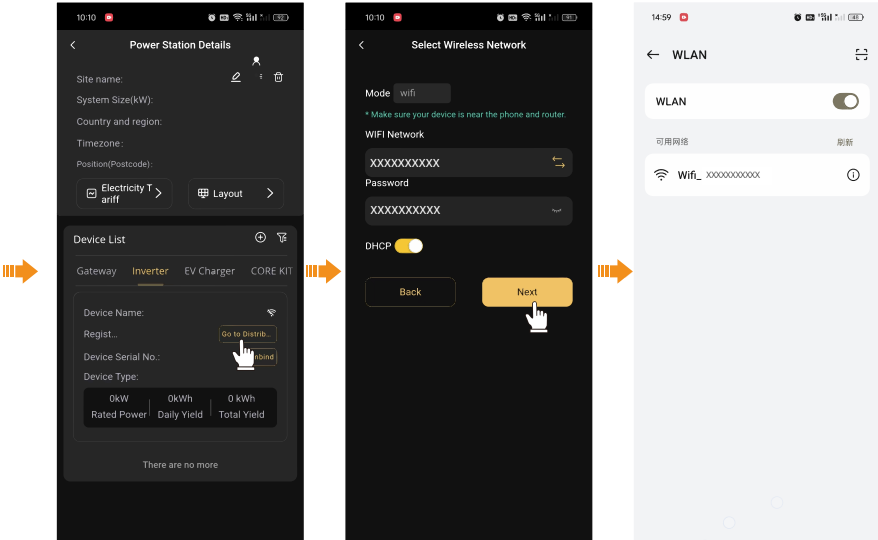 10:10
Power Station Details
Site name:
System Size(kW):
Country and region:
Timezone:
Position(Postcode):
Electricity T
ariff
Layout
Device List
Gateway Inverter EV Charger CORE KIT
Device Name:
Regist...
Go to Distrib...
Device Serial No.:
nbind
Device Type:
0kW 0kWh 0 kWh
Rated Power Daily Yield Total Yield
There are no more
10:10
Select Wireless Network
Mode wifi
* Make sure your device is near the phone and router.
WIFI Network
XXXXXXXXXX
Password
XXXXXXXXXX
DHCP
Back Next
14:59
WLAN
WLAN
可用网络 刷新
Wifi_ XXXXXXXXXXX